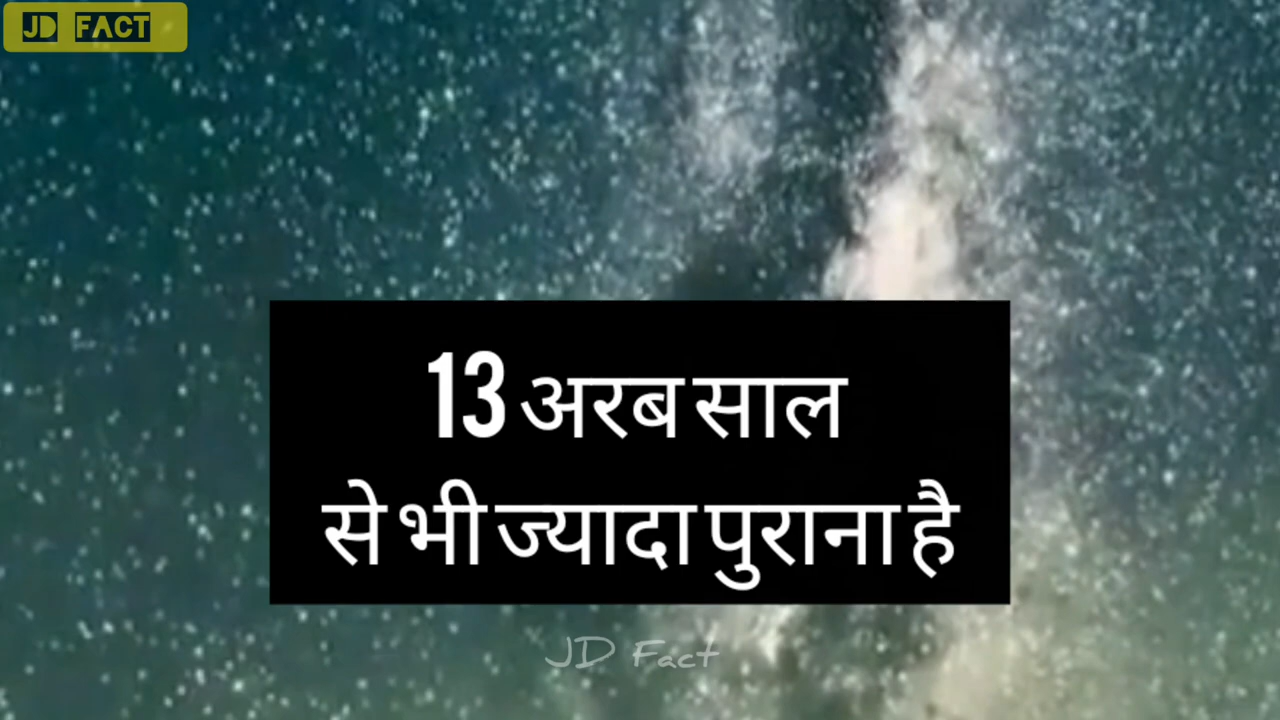 JD FACT
13 अरब साल
से भी ज्यादा पुराना है
JD Fact